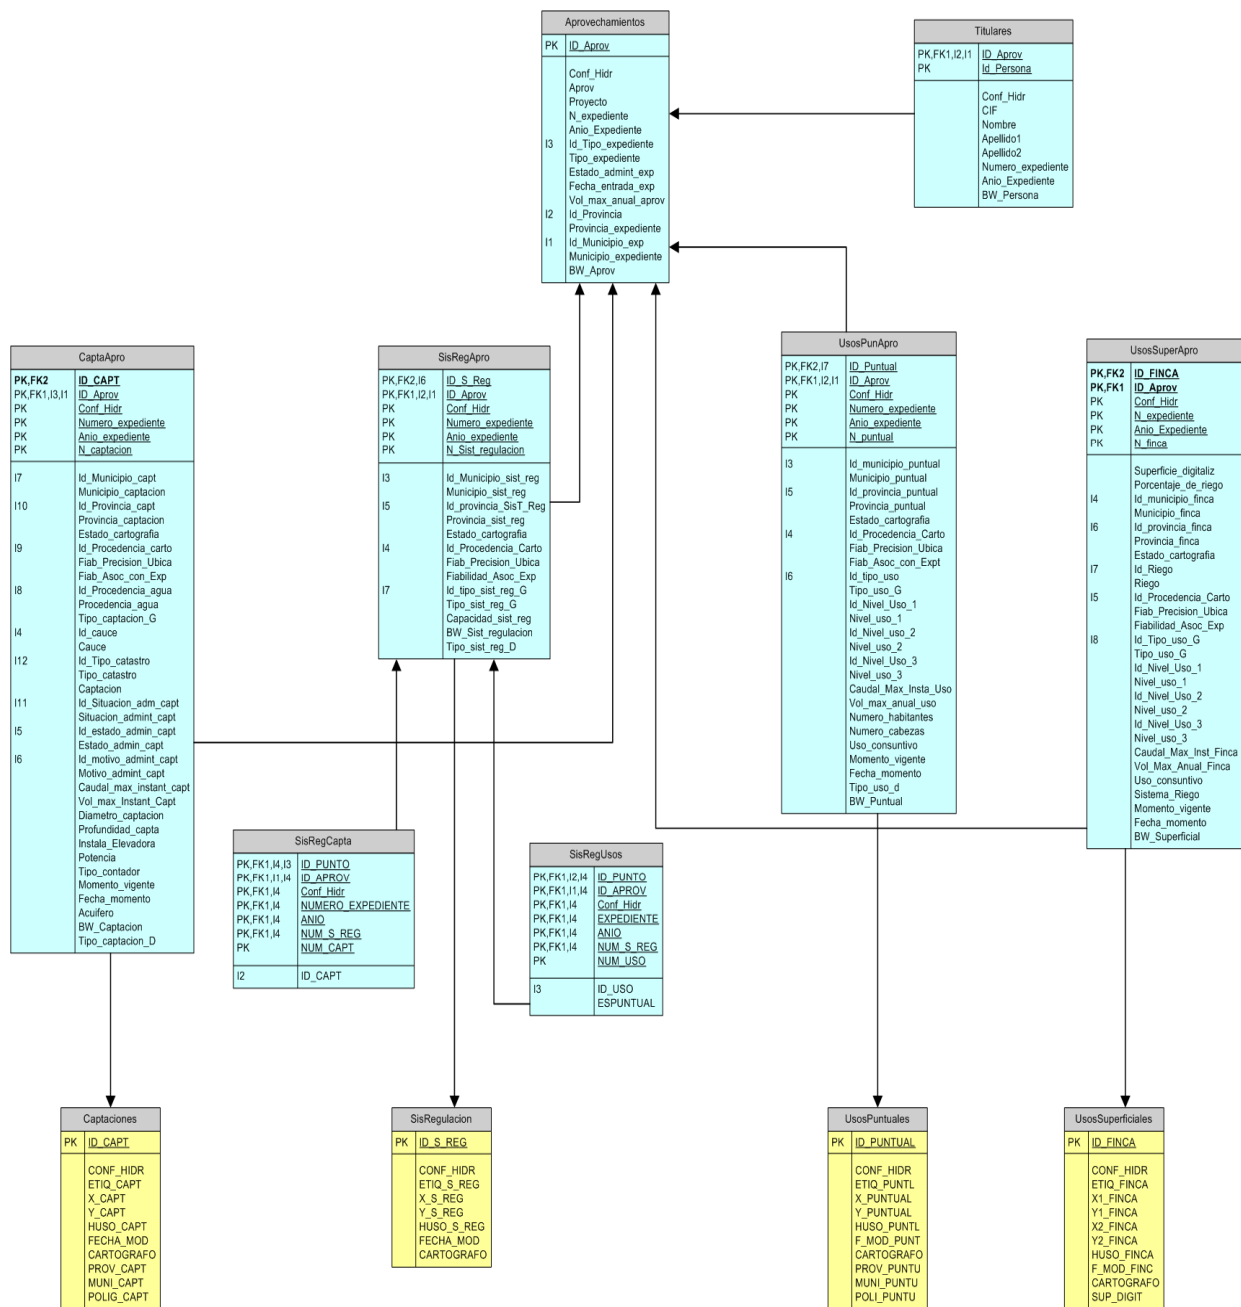 Aprovechamientos
PK ID_Aprov
Conf_Hidr
Aprov
Proyecto
N_expediente
Anio_Expediente
I3 Id_Tipo_expediente
Tipo_expediente
Estado_admint_exp
Fecha_entrada_exp
Vol_max_anual_aprov
I2 Id_Provincia
Provincia_expediente
I1 Id_Municipio_exp
Municipio_expediente
BW_Aprov
Titulares
PK,FK1,I2,I1 ID_Aprov
PK Id_Persona
Conf_Hidr
CIF
Nombre
Apellido1
Apellido2
Numero_expediente
Anio_Expediente
BW_Persona
CaptaApro
PK,FK2 ID_CAPT
PK,FK1,I3,I1 ID_Aprov
PK Conf_Hidr
PK Numero_expediente
PK Anio_expediente
PK N_captacion
I7 Id_Municipio_capt
Municipio_captacion
I10 Id_Provincia_capt
Provincia_captacion
Estado_cartografia
I9 Id_Procedencia_carto
Fiab_Precision_Ubica
Fiab_Asoc_con_Exp
I8 Id_Procedencia_agua
Procedencia_agua
Tipo_captacion_G
I4 Id_cauce
Cauce
I12 Id_Tipo_catastro
Tipo_catastro
Captacion
I11 Id_Situacion_adm_capt
Situacion_admint_capt
I5 Id_estado_admin_capt
Estado_admin_capt
I6 Id_motivo_admint_capt
Motivo_admint_capt
Caudal_max_instant_capt
Vol_max_Instant_Capt
Diametro_captacion
Profundidad_capta
Instala_Elevadora
Potencia
Tipo_contador
Momento_vigente
Fecha_momento
Acuifero
BW_Captacion
Tipo_captacion_D
SisRegApro
PK,FK2,I6 ID_S_Reg
PK,FK1,I2,I1 ID_Aprov
PK Conf_Hidr
PK Numero_expediente
PK Anio_expediente
PK N_Sist_regulacion
I3 Id_Municipio_sist_reg
Municipio_sist_reg
I5 Id_provincia_SisT_Reg
Provincia_sist_reg
Estado_cartografia
I4 Id_Procedencia_Carto
Fiab_Precision_Ubica
Fiabilidad_Asoc_Exp
I7 Id_tipo_sist_reg_G
Tipo_sist_reg_G
Capacidad_sist_reg
BW_Sist_regulacion
Tipo_sist_reg_D
UsosPunApro
PK,FK2,I7 ID_Puntual
PK,FK1,I2,I1 ID_Aprov
PK Conf_Hidr
PK Numero_expediente
PK Anio_expediente
PK N_puntual
I3 Id_municipio_puntual
Municipio_puntual
I5 Id_provincia_puntual
Provincia_puntual
Estado_cartografia
I4 Id_Procedencia_Carto
Fiab_Precision_Ubica
Fiab_Asoc_con_Expt
I6 Id_tipo_uso
Tipo_uso_G
Id_Nivel_Uso_1
Nivel_uso_1
Id_Nivel_uso_2
Nivel_uso_2
Id_Nivel_Uso_3
Nivel_uso_3
Caudal_Max_Insta_Uso
Vol_max_anual_uso
Numero_habitantes
Numero_cabezas
Uso_consuntivo
Momento_vigente
Fecha_momento
Tipo_uso_d
BW_Puntual
UsosSuperApro
PK,FK2 ID_FINCA
PK,FK1 ID_Aprov
PK Conf_Hidr
PK N_expediente
PK Anio_Expediente
PK N_finca
Superficie_digitaliz
Porcentaje_de_riego
I4 Id_municipio_finca
Municipio_finca
I6 Id_provincia_finca
Provincia_finca
Estado_cartografia
I7 Id_Riego
Riego
I5 Id_Procedencia_Carto
Fiab_Precision_Ubica
Fiabilidad_Asoc_Exp
I8 Id_Tipo_uso_G
Tipo_uso_G
Id_Nivel_Uso_1
Nivel_uso_1
Id_Nivel_Uso_2
Nivel_uso_2
Id_Nivel_Uso_3
Nivel_uso_3
Caudal_Max_Inst_Finca
Vol_Max_Anual_Finca
Uso_consuntivo
Sistema_Riego
Momento_vigente
Fecha_momento
BW_Superficial
SisRegCapta
PK,FK1,I4,I3 ID_PUNTO
PK,FK1,I1,I4 ID_APROV
PK,FK1,I4 Conf_Hidr
PK,FK1,I4 NUMERO_EXPEDIENTE
PK,FK1,I4 ANIO
PK,FK1,I4 NUM_S_REG
PK NUM_CAPT
I2 ID_CAPT
SisRegUsos
PK,FK1,I2,I4 ID_PUNTO
PK,FK1,I1,I4 ID_APROV
PK,FK1,I4 Conf_Hidr
PK,FK1,I4 EXPEDIENTE
PK,FK1,I4 ANIO
PK,FK1,I4 NUM_S_REG
PK NUM_USO
I3 ID_USO
ESPUNTUAL
Captaciones
PK ID_CAPT
CONF_HIDR
ETIQ_CAPT
X_CAPT
Y_CAPT
HUSO_CAPT
FECHA_MOD
CARTOGRAFO
PROV_CAPT
MUNI_CAPT
POLIG_CAPT
SisRegulacion
PK ID_S_REG
CONF_HIDR
ETIQ_S_REG
X_S_REG
Y_S_REG
HUSO_S_REG
FECHA_MOD
CARTOGRAFO
UsosPuntuales
PK ID_PUNTUAL
CONF_HIDR
ETIQ_PUNTL
X_PUNTUAL
Y_PUNTUAL
HUSO_PUNTL
F_MOD_PUNT
CARTOGRAFO
PROV_PUNTU
MUNI_PUNTU
POLI_PUNTU
UsosSuperficiales
PK ID_FINCA
CONF_HIDR
ETIQ_FINCA
X1_FINCA
Y1_FINCA
X2_FINCA
Y2_FINCA
HUSO_FINCA
F_MOD_FINC
CARTOGRAFO
SUP_DIGIT